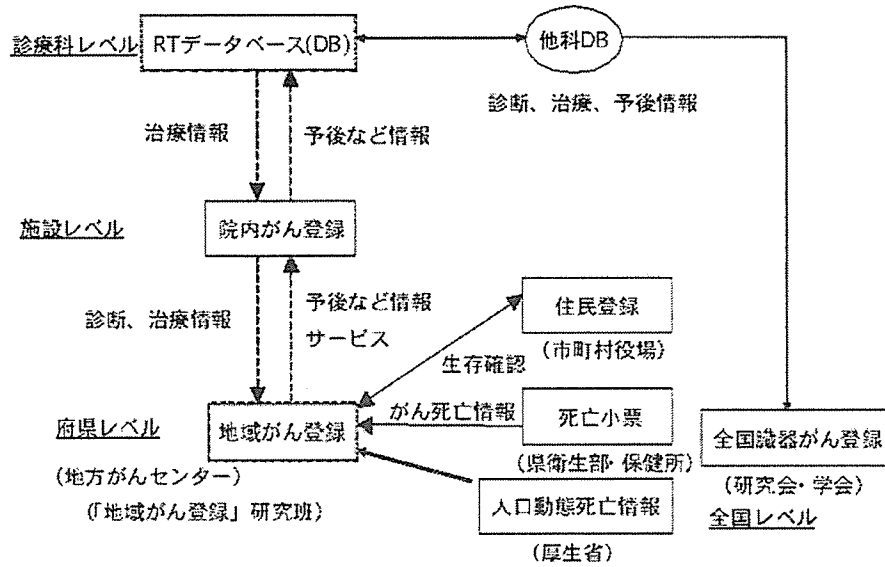 診療科レベル
RTデータベース(DB)
他科DB
診断、治療、予後情報
治療情報
予後など情報
施設レベル
院内がん登録
診断、治療情報
予後など情報
サービス
住民登録
(市町村役場)
生存確認
府県レベル
地域がん登録
がん死亡情報
死亡小票
(県衛生部・保健所)
全国臓器がん登録
(研究会・学会)
全国レベル
(地方がんセンター)
(「地域がん登録」研究班)
人口動態死亡情報
(厚生省)